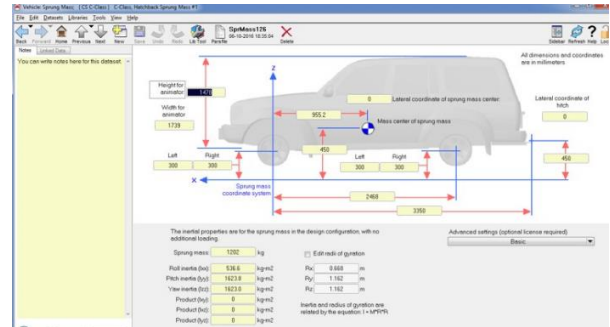 Vehicle: Sprung Mass { CS C-Class } C-Class, Hatchback Sprung Mass #1
File Edit Datasets Libraries Tools View Help
Back Forward Home Previous Next New Save Undo Redo Lib Tool Parsfile
SprMass126
06-10-2016 18:35:04
Delete
Sidebar Refresh Help
Notes Linked Data
You can write notes here for this dataset.
All dimensions and coordinates are in millimeters
Height for animator
1470
Z
0 Lateral coordinate of sprung mass center
Lateral coordinate of hitch
0
Width for animator
1739
955.2
Mass center of sprung mass
450
450
Left Right
300 300
Left Right
300 300
X
Sprung mass coordinate system
2460
3350
The inertial properties are for the sprung mass in the design configuration, with no additional loading.
Advanced settings (optional license required)
Basic
Sprung mass: 1202 kg
Edit radii of gyration
Roll inertia (Ixx): 536.6 kg-m2
Rx: 0.668 m
Pitch inertia (Iyy): 1623.0 kg-m2
Ry: 1.162 m
Yaw inertia (Izz): 1623.0 kg-m2
Rz: 1.162 m
Product (Ixy): 0 kg-m2
Product (Ixz): 0 kg-m2
Product (Iyz): 0 kg-m2
Inertia and radius of gyration are related by the equation: I = M*R*R